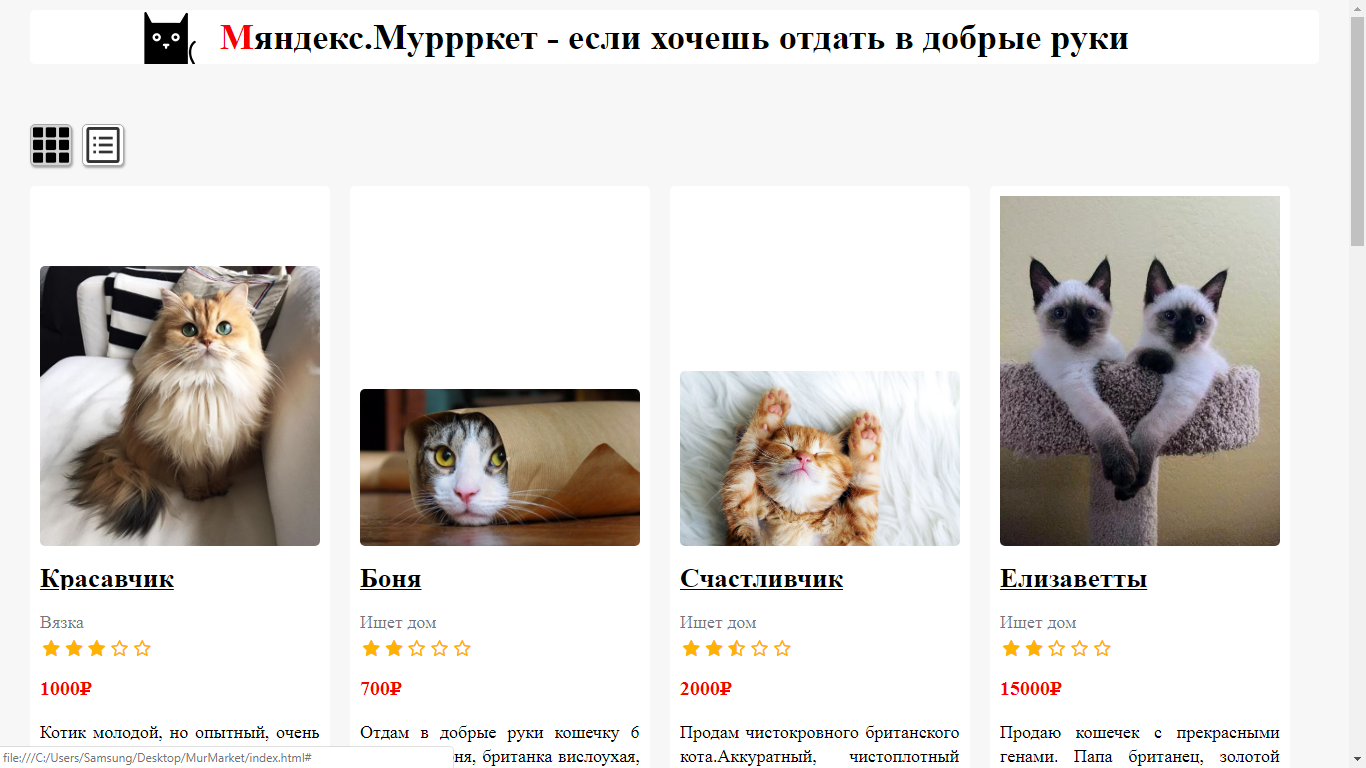 Мяндекс.Мурррркет - если хочешь отдать в добрые руки
Красавчик
Вязка
1000₽
Котик молодой, но опытный, очень
Боня
Ищет дом
700₽
Отдам в добрые руки кошечку 6
ня, британка вислоухая,
Счастливчик
Ищет дом
2000₽
Продам чистокровного британского
кота.Аккуратный, чистоплотный
Елизаветты
Ищет дом
15000₽
Продаю кошечек с прекрасными
генами. Папа британец, золотой
file:///C:/Users/Samsung/Desktop/MurMarket/index.html#